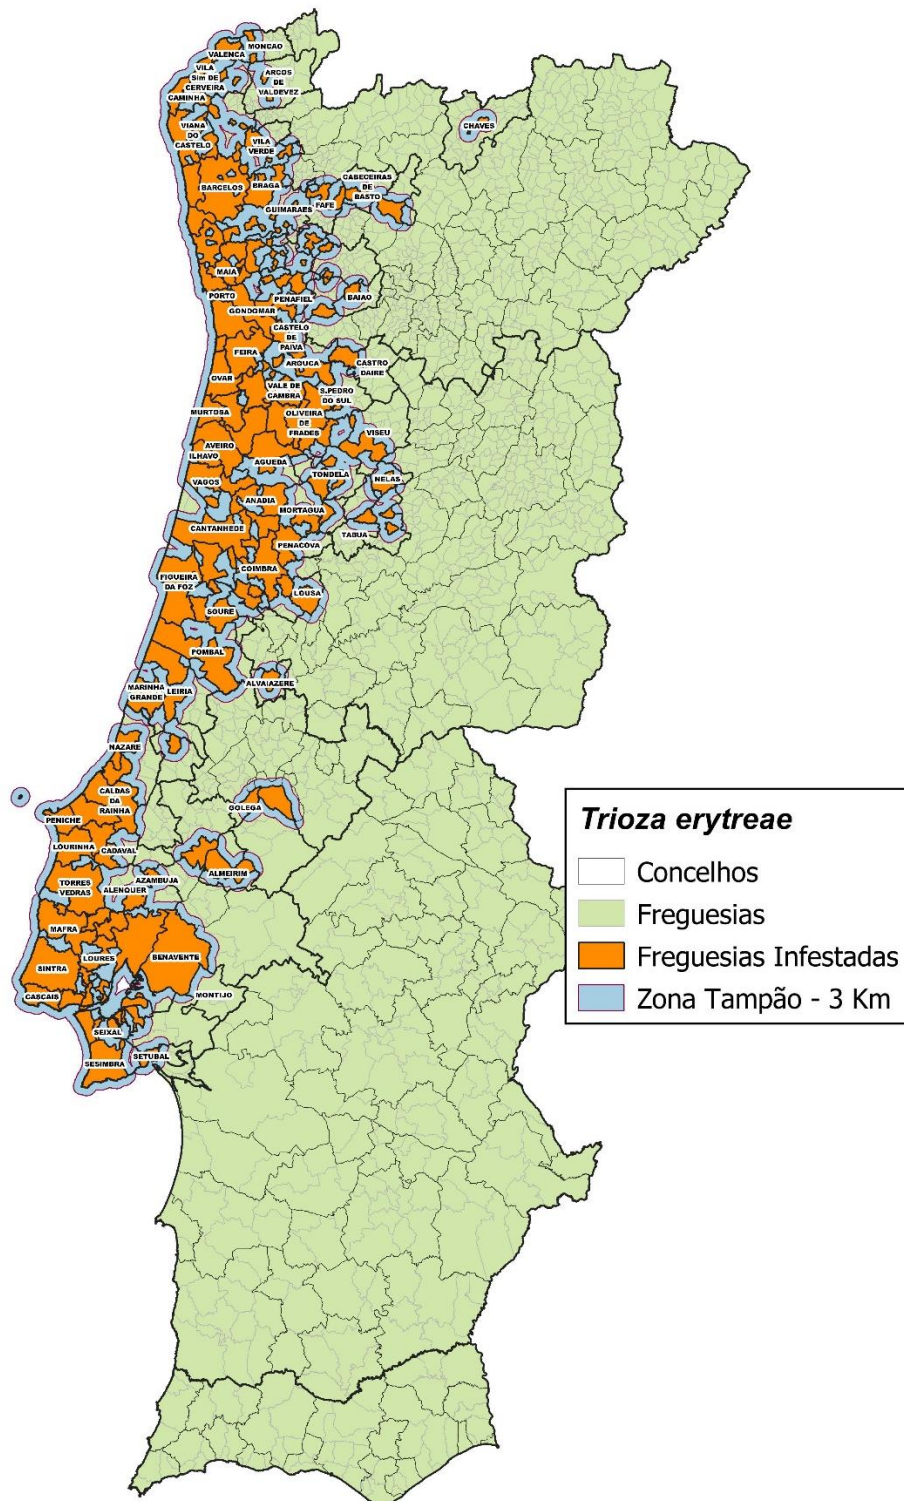 MONCAO
VALENCA
VILA
Sim DE
CERVEIRA
ARCOS
DE
VALDEVEZ
CAMINHA
CHAVES
VIANA
DO
CASTELO
VILA
VERDE
CABECEIRAS
DE
BASTO
BARCELOS
BRAGA
GUIMARAES
FAFE
MAIA
PORTO
PENAFIEL
BAIAO
GONDOMAR
CASTELO
DE
PAIVA
FEIRA
AROUCA
CASTRO
DAIRE
OVAR
VALE DE
CAMBRA
S.PEDRO
DO SUL
MURTOSA
OLIVEIRA
DE
FRADES
VISEU
AVEIRO
ILHAVO
AGUEDA
TONDELA
NELAS
VAGOS
ANADIA
MORTAGUA
CANTANHEDE
TABUA
PENACOVA
COIMBRA
FIGUEIRA
DA FOZ
LOUSA
SOURE
POMBAL
ALVAIAZERE
MARINHA
GRANDE
LEIRIA
NAZARE
CALDAS
DA
RAINHA
GOLEGA
PENICHE
LOURINHA
CADAVAL
ALMEIRIM
TORRES
VEDRAS
AZAMBUJA
ALENQUER
MAFRA
LOURES
BENAVENTE
SINTRA
CASCAIS
MONTIJO
SEIXAL
SETUBAL
SESIMBRA
Trioza erytreae
Concelhos
Freguesias
Freguesias Infestadas
Zona Tampão - 3 Km